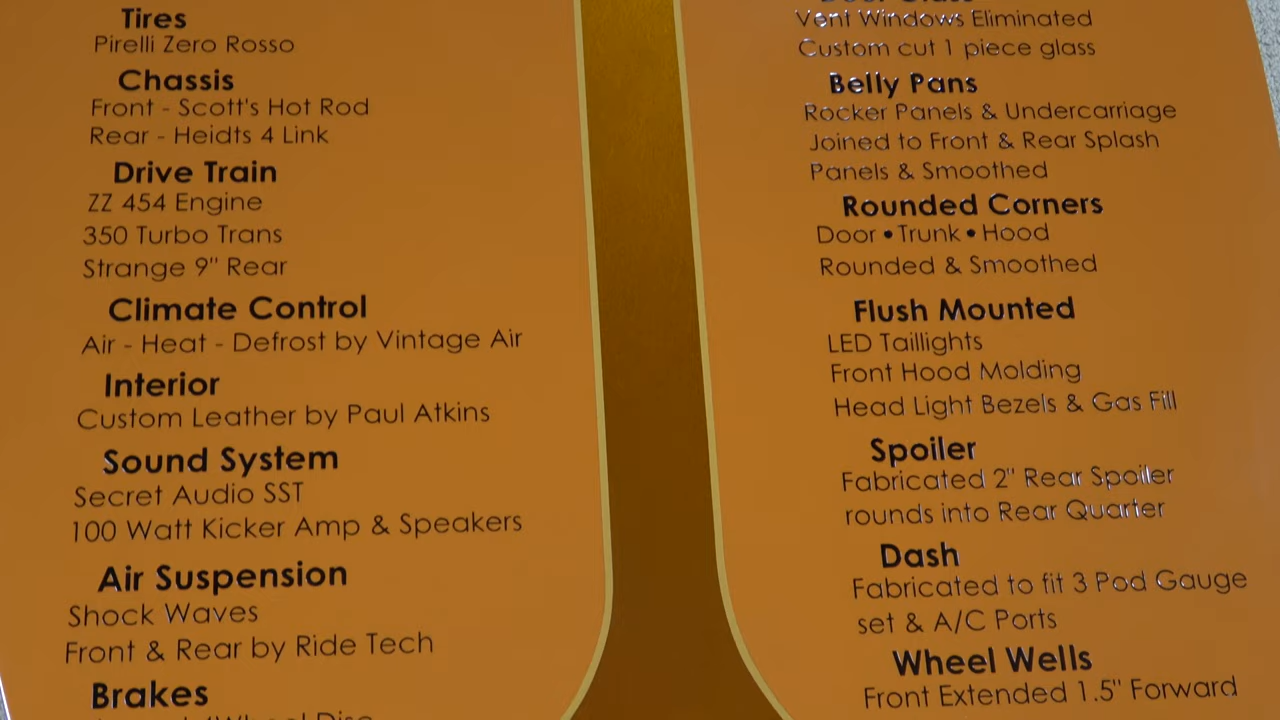 Tires
Pirelli Zero Rosso
Chassis
Front - Scott's Hot Rod
Rear - Heidts 4 Link
Drive Train
ZZ 454 Engine
350 Turbo Trans
Strange 9" Rear
Climate Control
Air - Heat - Defrost by Vintage Air
Interior
Custom Leather by Paul Atkins
Sound System
Secret Audio SST
100 Watt Kicker Amp & Speakers
Air Suspension
Shock Waves
Front & Rear by Ride Tech
Brakes
Vent Windows Eliminated
Custom cut 1 piece glass
Belly Pans
Rocker Panels & Undercarriage
Joined to Front & Rear Splash
Panels & Smoothed
Rounded Corners
Door • Trunk • Hood
Rounded & Smoothed
Flush Mounted
LED Taillights
Front Hood Molding
Head Light Bezels & Gas Fill
Spoiler
Fabricated 2" Rear Spoiler
rounds into Rear Quarter
Dash
Fabricated to fit 3 Pod Gauge
set & A/C Ports
Wheel Wells
Front Extended 1.5" Forward